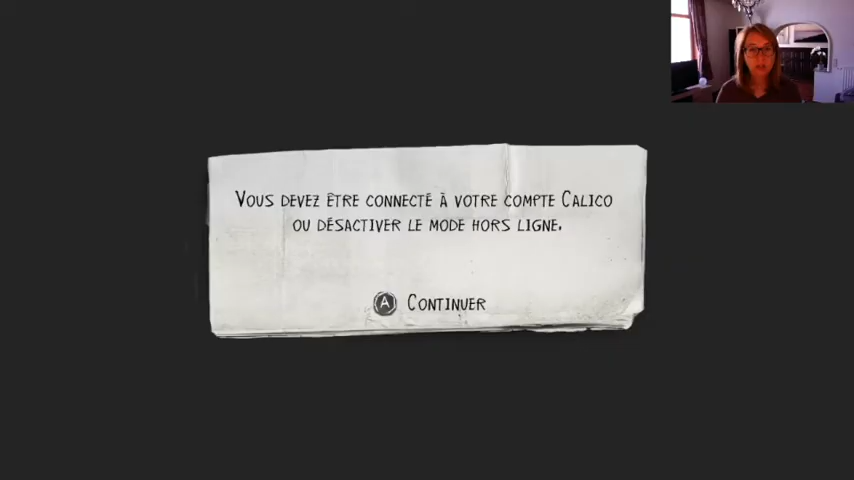 Vous devez être connecté à votre compte Calico
ou désactiver le mode hors ligne.
A Continuer